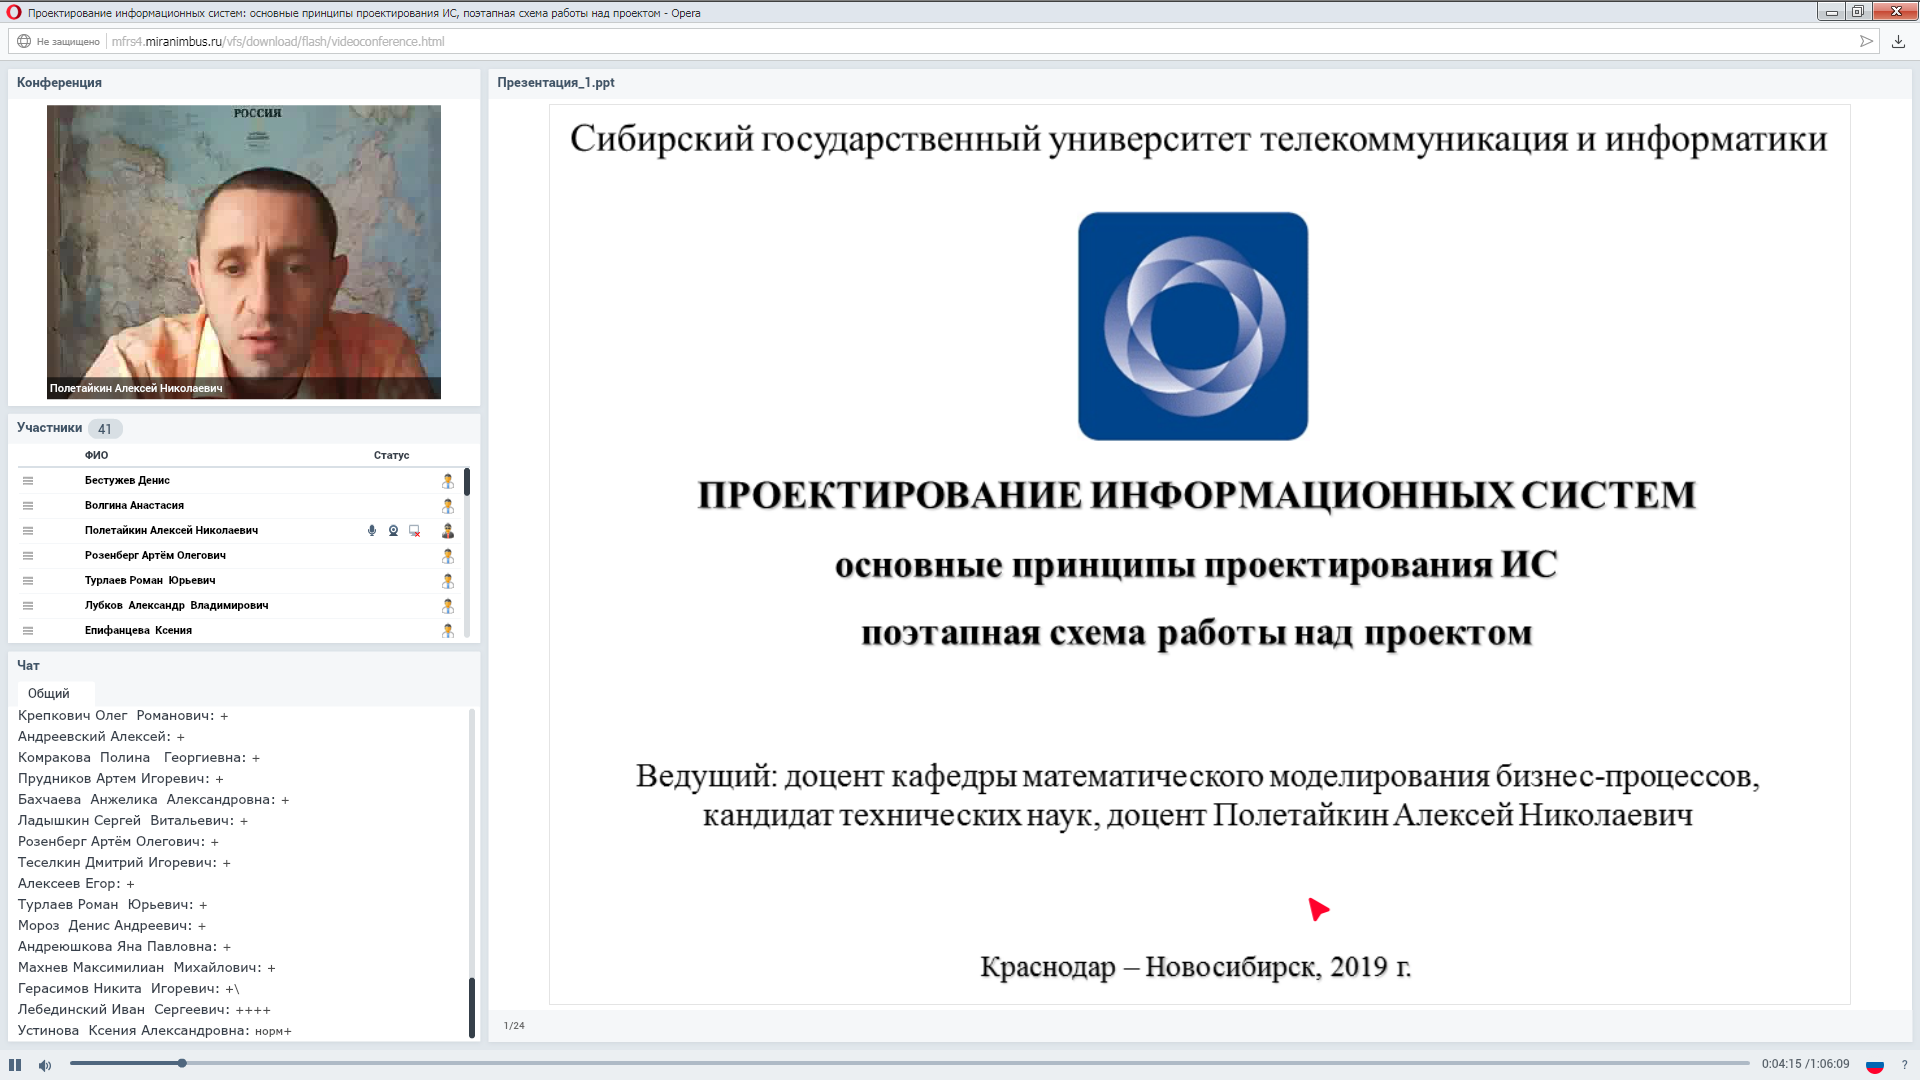 Проектирование информационных систем: основные принципы проектирования ИС, поэтапная схема работы над проектом - Opera
Не защищено mfrs4.miranimbus.ru/vfs/download/flash/videoconference.html
Конференция
РОССИЯ
Полетайкин Алексей Николаевич
Участники 41
ФИО Статус
Бестужев Денис
Волгина Анастасия
Полетайкин Алексей Николаевич
Розенберг Артём Олегович
Турлаев Роман Юрьевич
Лубков Александр Владимирович
Епифанцева Ксения
Чат
Общий
Крепкович Олег Романович: +
Андреевский Алексей: +
Комракова Полина Георгиевна: +
Прудников Артем Игоревич: +
Бахчаева Анжелика Александровна: +
Ладышкин Сергей Витальевич: +
Розенберг Артём Олегович: +
Теселкин Дмитрий Игоревич: +
Алексеев Егор: +
Турлаев Роман Юрьевич: +
Мороз Денис Андреевич: +
Андреюшкова Яна Павловна: +
Махнев Максимилиан Михайлович: +
Герасимов Никита Игоревич: +\
Лебединский Иван Сергеевич: ++++
Устинова Ксения Александровна: норм+
Презентация_1.ppt
Сибирский государственный университет телекоммуникация и информатики
ПРОЕКТИРОВАНИЕ ИНФОРМАЦИОННЫХ СИСТЕМ
основные принципы проектирования ИС
поэтапная схема работы над проектом
Ведущий: доцент кафедры математического моделирования бизнес-процессов,
кандидат технических наук, доцент Полетайкин Алексей Николаевич
Краснодар – Новосибирск, 2019 г.
1/24
0:04:15 /1:06:09 ?